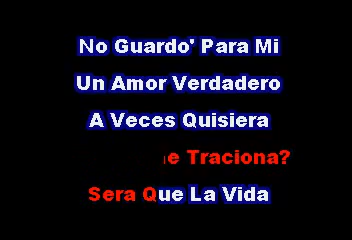 No Guardo' Para Mi
Un Amor Verdadero
A Veces Quisiera
Traciona?
Sera Que La Vida